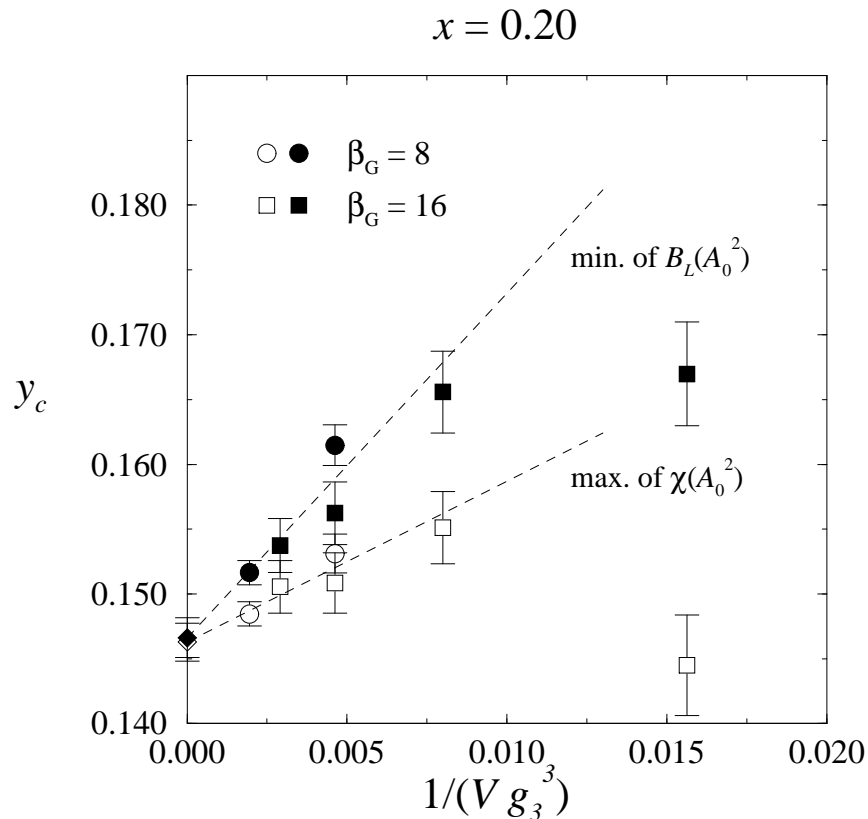 x = 0.20
β_G = 8
β_G = 16
0.180
min. of B_L(A_0^2)
0.170
y_c
0.160
max. of χ(A_0^2)
0.150
0.140
0.000 0.005 0.010 0.015 0.020
1/(V g_3^3)